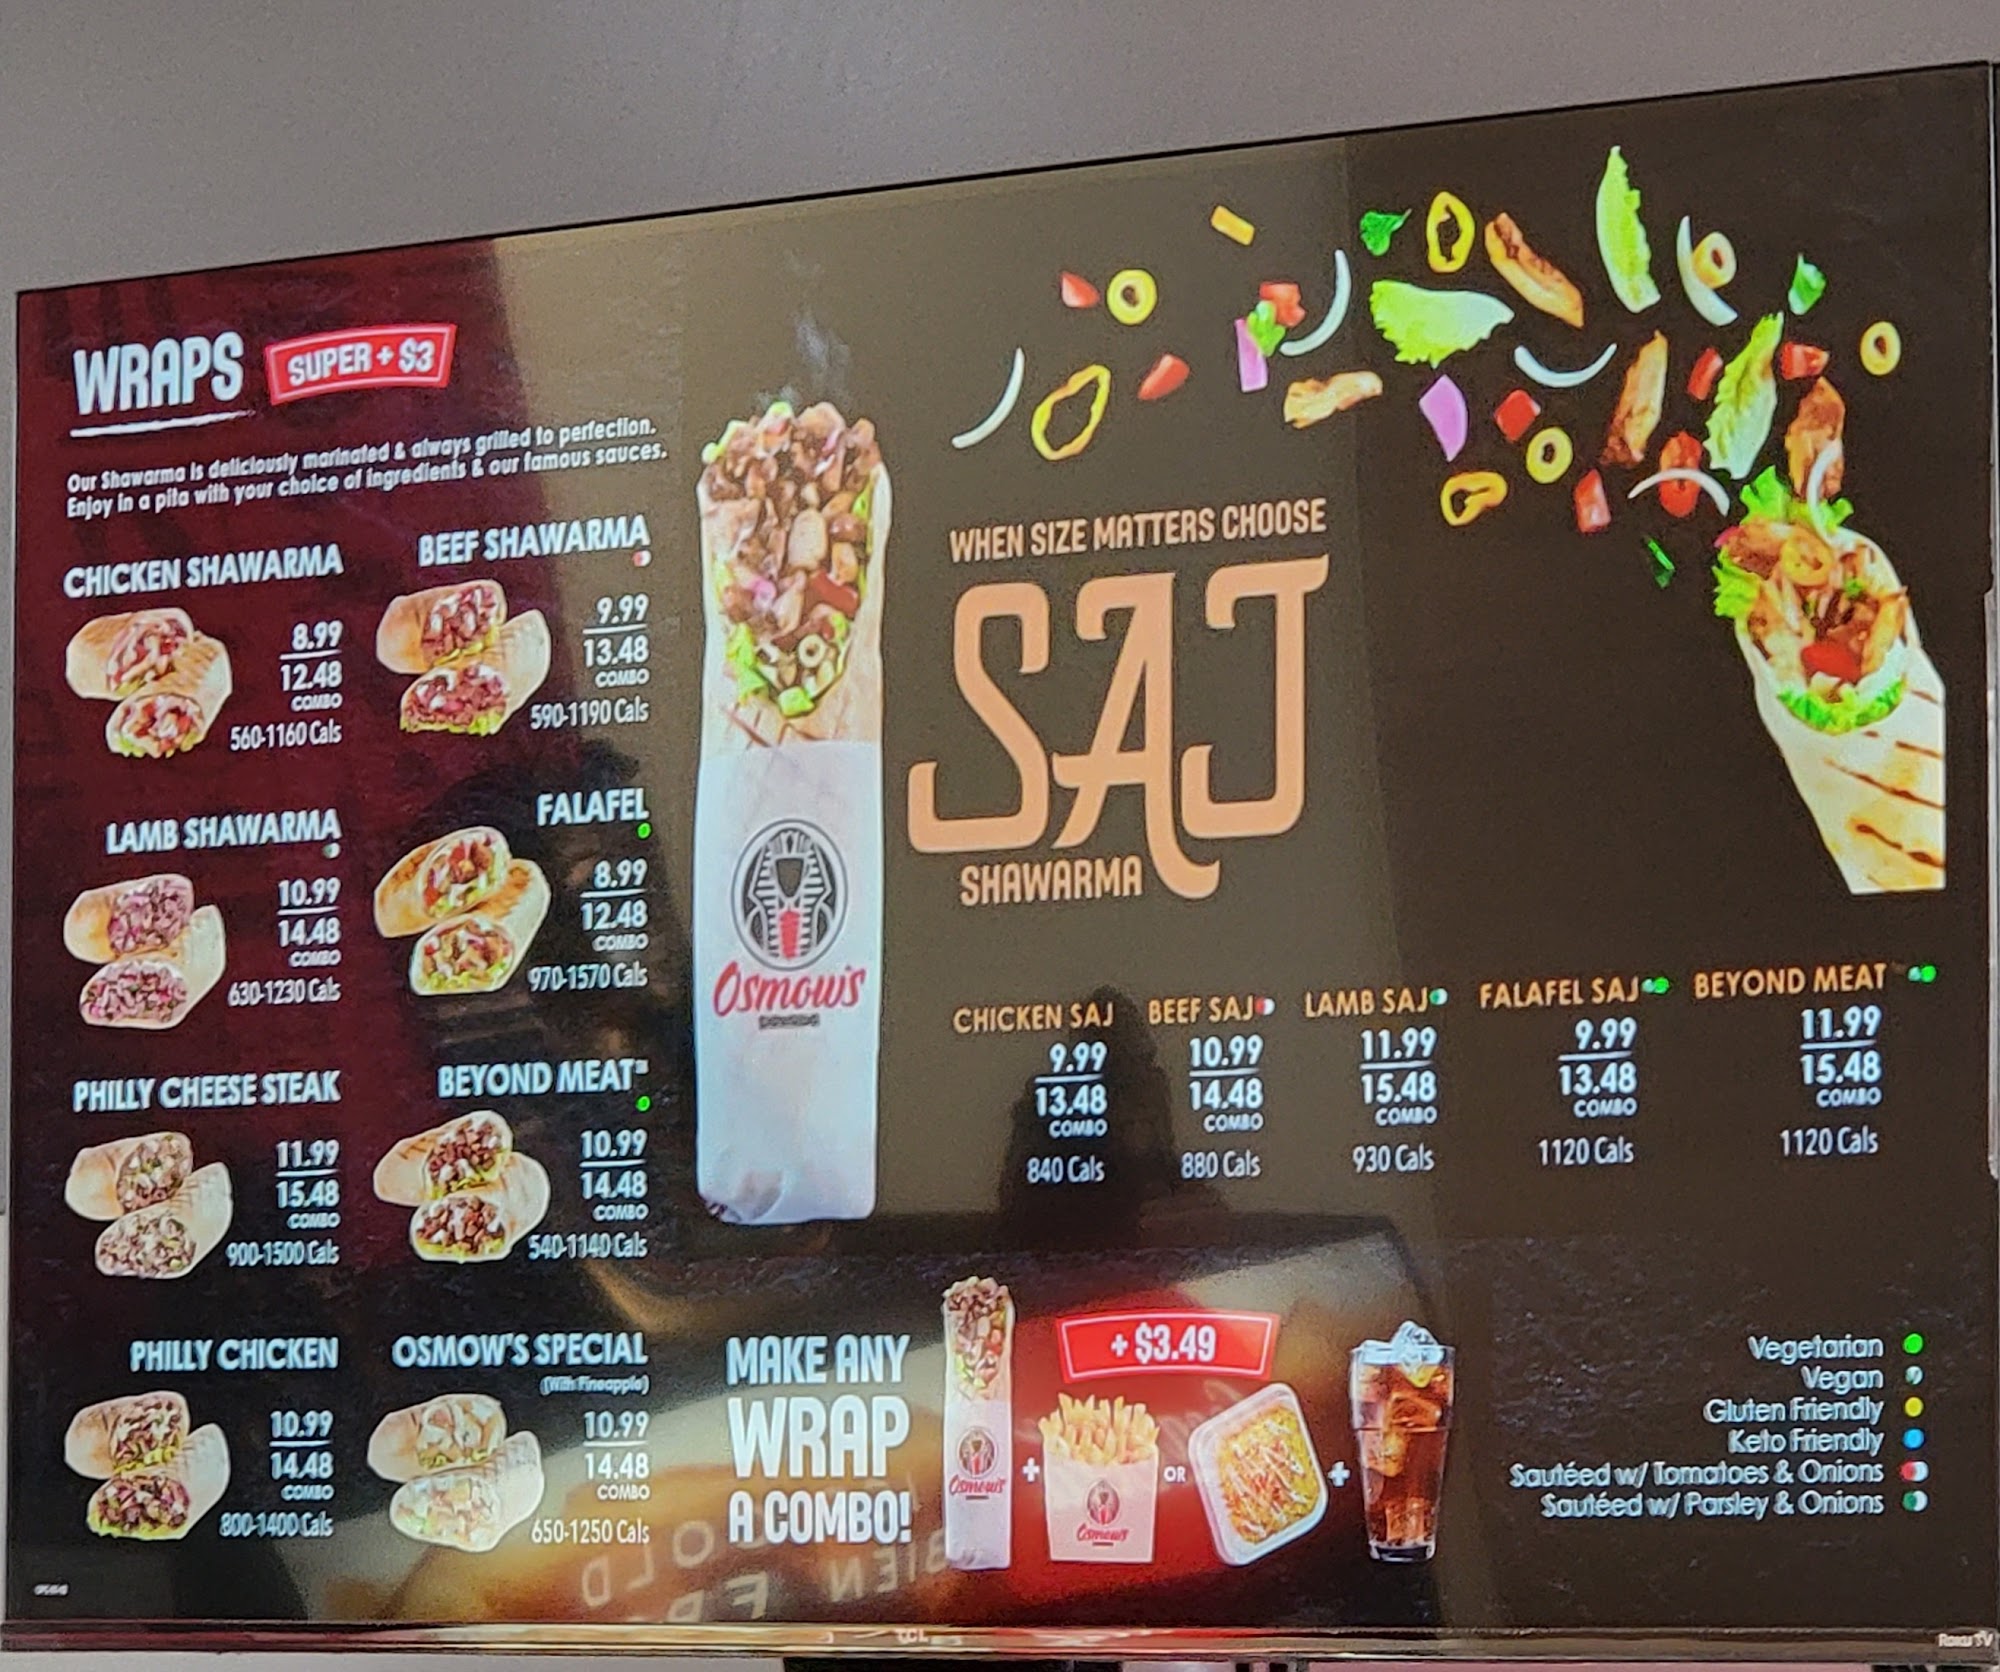 WRAPS SUPER + $3
Our Shawarma is deliciously marinated & always grilled to perfection.
Enjoy in a pita with your choice of ingredients & our famous sauces.
CHICKEN SHAWARMA
8.99
12.48
COMBO
560-1160 Cals
BEEF SHAWARMA
9.99
13.48
COMBO
590-1190 Cals
LAMB SHAWARMA
10.99
14.48
COMBO
630-1230 Cals
FALAFEL
8.99
12.48
COMBO
970-1570 Cals
PHILLY CHEESE STEAK
11.99
15.48
COMBO
900-1500 Cals
BEYOND MEAT
10.99
14.48
COMBO
540-1140 Cals
PHILLY CHICKEN
10.99
14.48
COMBO
800-1400 Cals
OSMOW'S SPECIAL
(With Pineapple)
10.99
14.48
COMBO
650-1250 Cals
Osmow's
WHEN SIZE MATTERS CHOOSE
SAJ
SHAWARMA
CHICKEN SAJ
9.99
13.48
COMBO
840 Cals
BEEF SAJ
10.99
14.48
COMBO
880 Cals
LAMB SAJ
11.99
15.48
COMBO
930 Cals
FALAFEL SAJ
9.99
13.48
COMBO
1120 Cals
BEYOND MEAT
11.99
15.48
COMBO
1120 Cals
MAKE ANY
WRAP
A COMBO!
+ $3.49
Osmow's
+
Osmow's
OR
+
Vegetarian
Vegan
Gluten Friendly
Keto Friendly
Sautéed w/ Tomatoes & Onions
Sautéed w/ Parsley & Onions
TCL
Roku TV